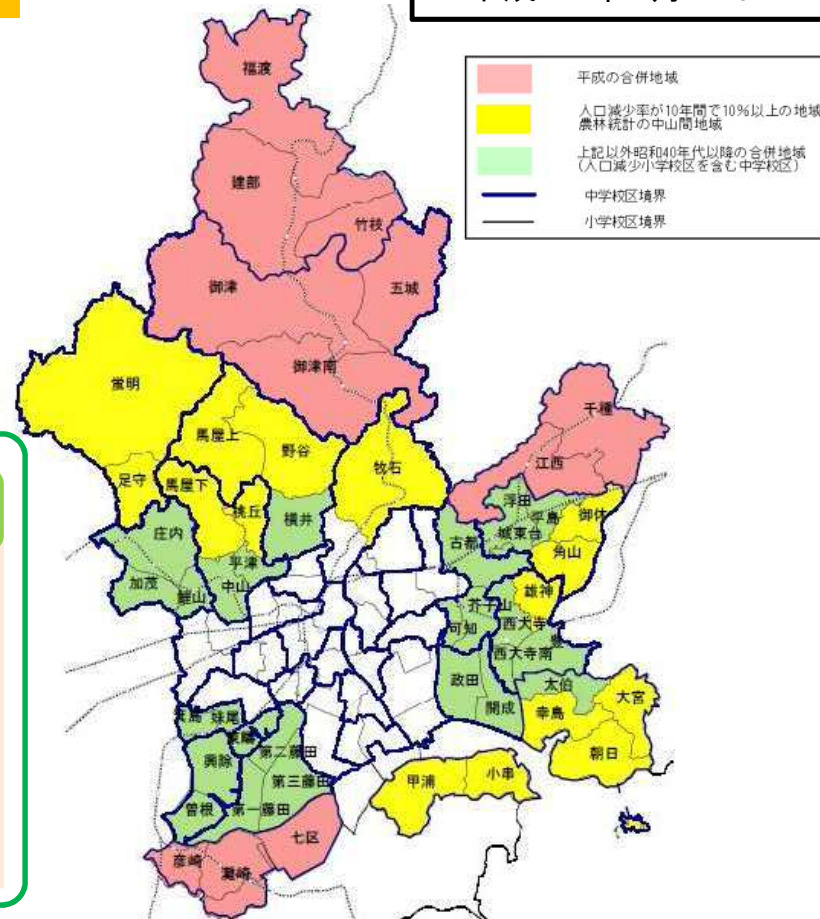 平成の合併地域
人口減少率が10年間で10%以上の地域
農林統計の中山間地域
上記以外昭和40年代以降の合併地域
(人口減少小学校区を含む中学校区)
中学校区境界
小学校区境界
福渡
建部
竹枝
御津
五城
御津南
蛍明
千種
馬屋上
野谷
江西
牧石
足守
馬屋下
浮田
御休
桃丘
横井
平島
庄内
城東台
古都
角山
平津
加茂
中山
雄神
鯉山
芥子山
西大寺
可知
西大寺南
政田
太伯
大宮
開成
幸島
妹尾
第二藤田
朝日
興除
第三藤田
甲浦
小串
曽根
第一藤田
七区
彦崎
灘崎